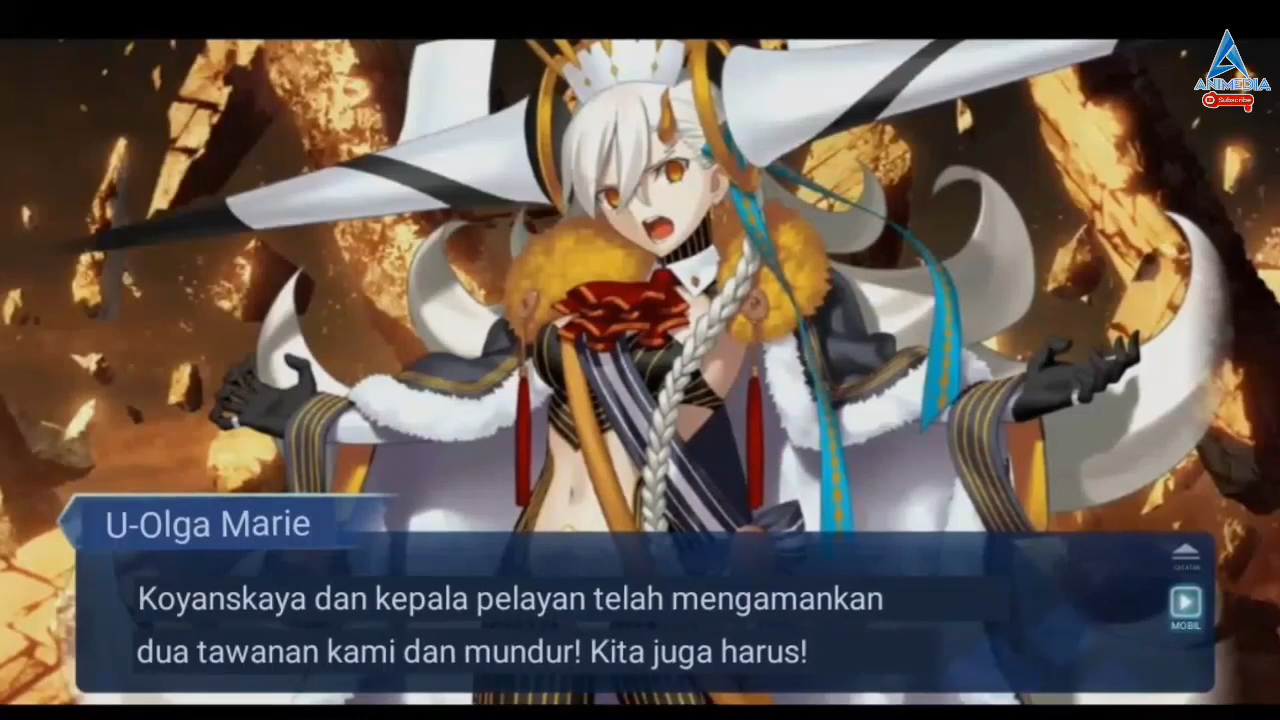 ANIMEDIA
Subscribe
U-Olga Marie
Koyanskaya dan kepala pelayan telah mengamankan
dua tawanan kami dan mundur! Kita juga harus!
CATATAN
MOBIL